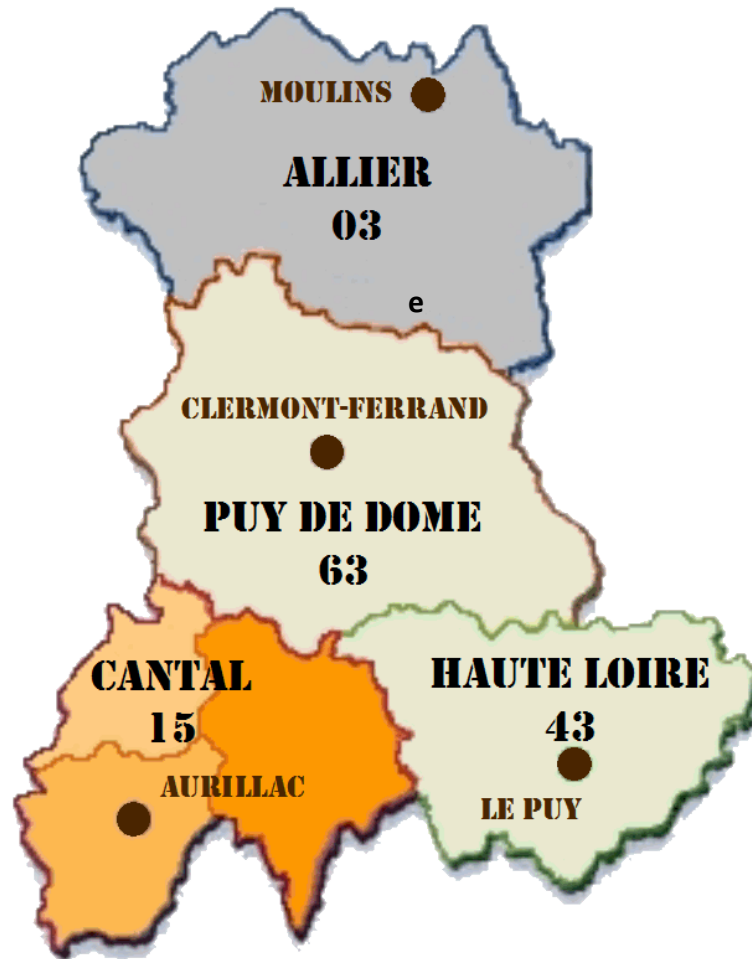 MOULINS
ALLIER
03
e
CLERMONT-FERRAND
PUY DE DOME
63
CANTAL
15
HAUTE LOIRE
43
AURILLAC
LE PUY